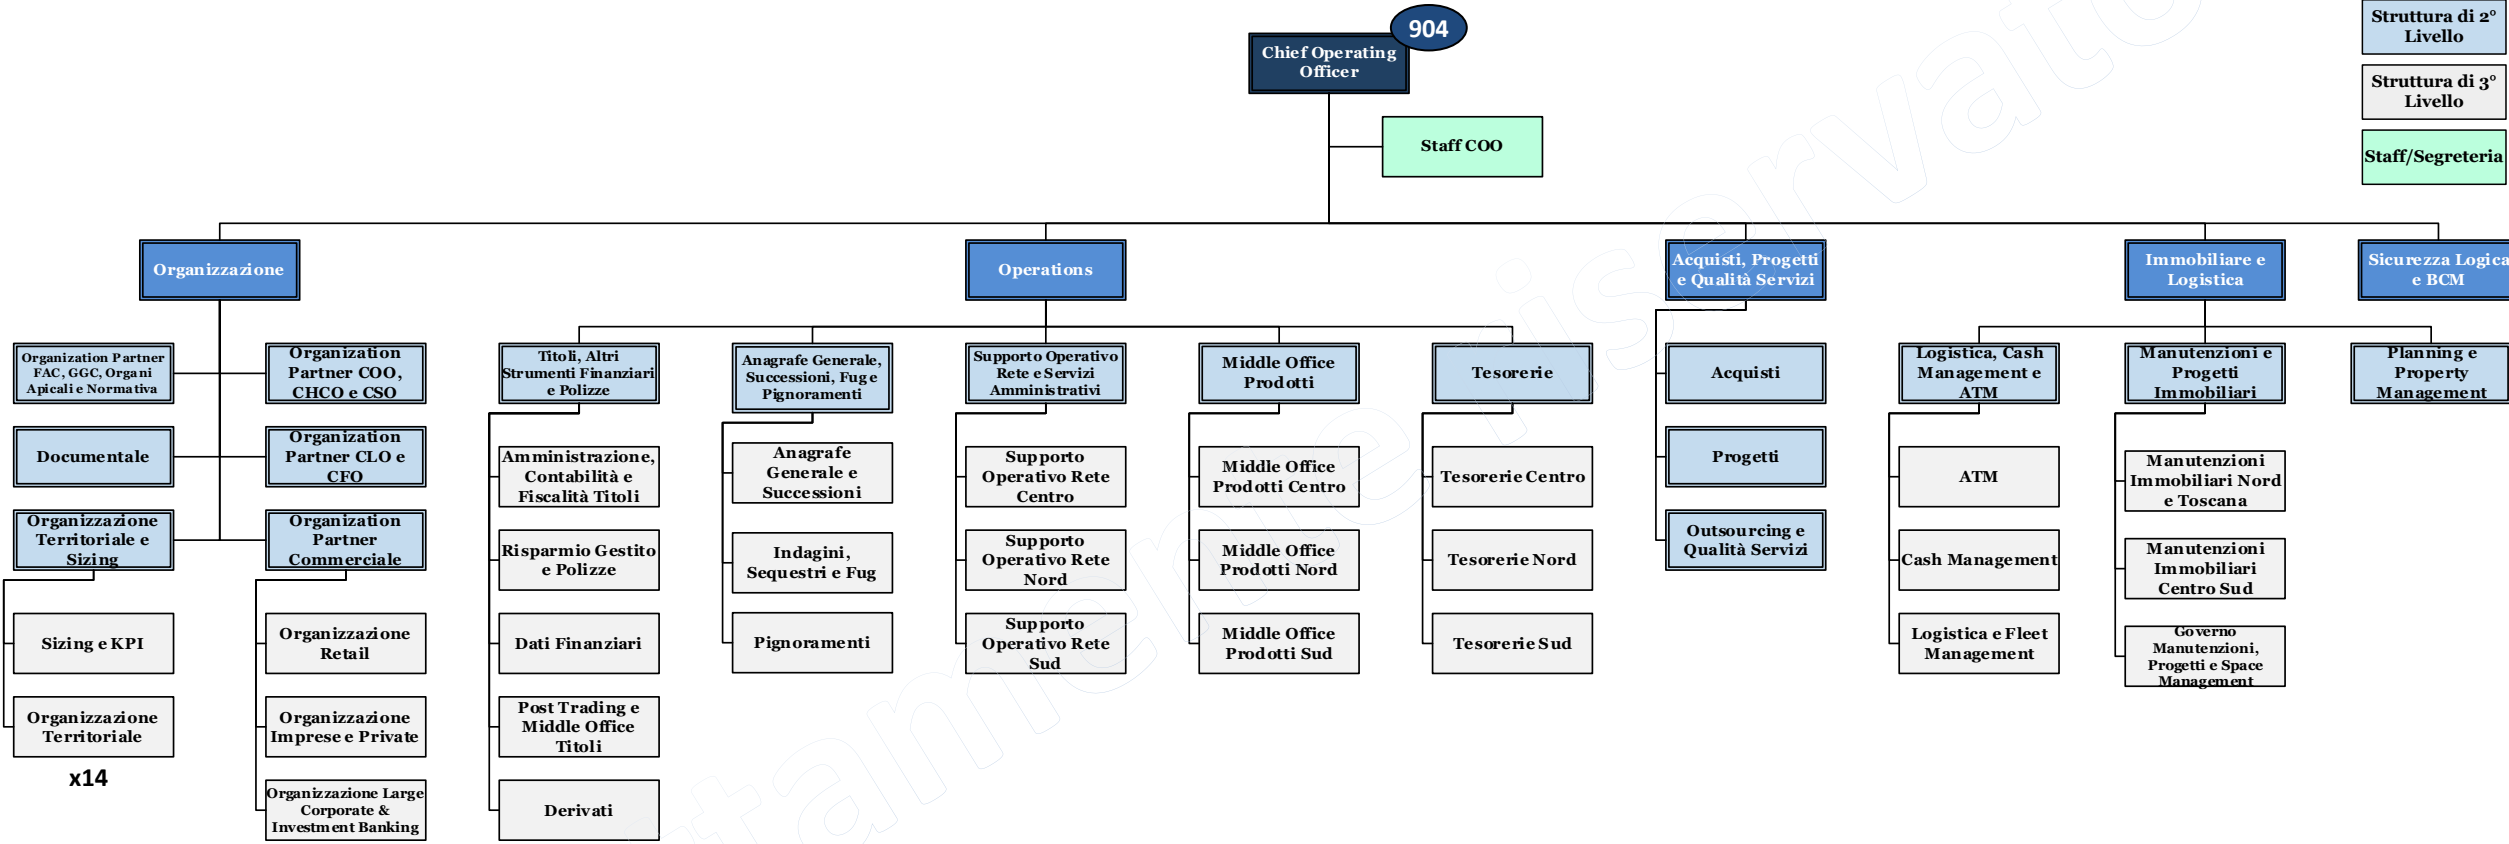 904
Chief Operating
Officer
Staff COO
Struttura di 2°
Livello
Struttura di 3°
Livello
Staff/Segreteria
Organizzazione
Operations
Acquisti, Progetti
e Qualità Servizi
Immobiliare e
Logistica
Sicurezza Logica
e BCM
Organization Partner
FAC, GGC, Organi
Apicali e Normativa
Organization
Partner COO,
CHCO e CSO
Documentale
Organization
Partner CLO e
CFO
Organizzazione
Territoriale e
Sizing
Organization
Partner
Commerciale
Sizing e KPI
Organizzazione
Territoriale
x14
Organizzazione
Retail
Organizzazione
Imprese e Private
Organizzazione Large
Corporate &
Investment Banking
Titoli, Altri
Strumenti Finanziari
e Polizze
Amministrazione,
Contabilità e
Fiscalità Titoli
Risparmio Gestito
e Polizze
Dati Finanziari
Post Trading e
Middle Office
Titoli
Derivati
Anagrafe Generale,
Successioni, Fug e
Pignoramenti
Anagrafe
Generale e
Successioni
Indagini,
Sequestri e Fug
Pignoramenti
Supporto Operativo
Rete e Servizi
Amministrativi
Supporto
Operativo Rete
Centro
Supporto
Operativo Rete
Nord
Supporto
Operativo Rete
Sud
Middle Office
Prodotti
Middle Office
Prodotti Centro
Middle Office
Prodotti Nord
Middle Office
Prodotti Sud
Tesorerie
Tesorerie Centro
Tesorerie Nord
Tesorerie Sud
Acquisti
Progetti
Outsourcing e
Qualità Servizi
Logistica, Cash
Management e
ATM
ATM
Cash Management
Logistica e Fleet
Management
Manutenzioni e
Progetti
Immobiliari
Manutenzioni
Immobiliari Nord
e Toscana
Manutenzioni
Immobiliari
Centro Sud
Governo
Manutenzioni,
Progetti e Space
Management
Planning e
Property
Management